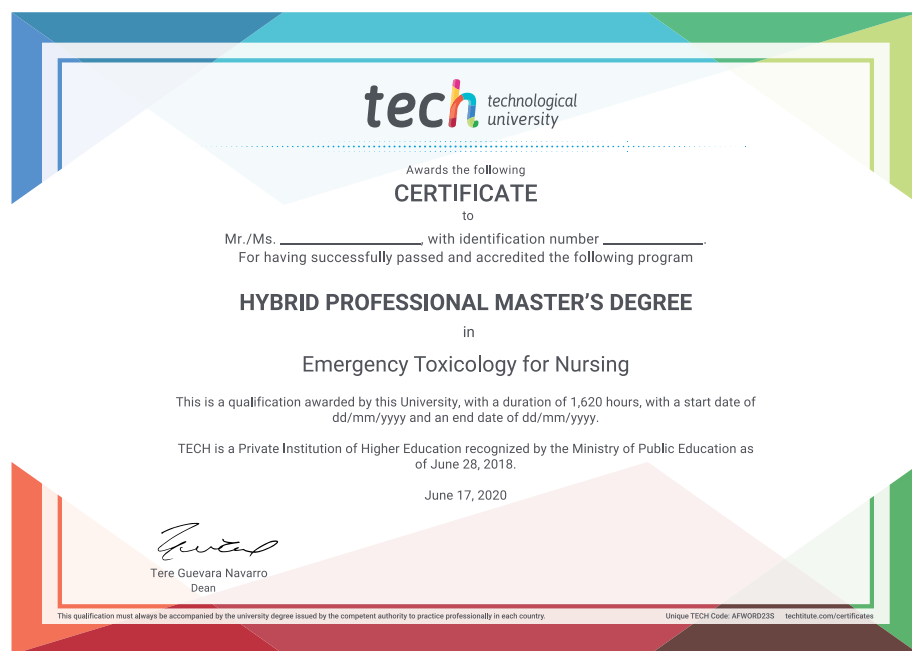 tech technological
university
Awards the following
CERTIFICATE
to
Mr./Ms. ____________________, with identification number ______________.
For having successfully passed and accredited the following program
HYBRID PROFESSIONAL MASTER’S DEGREE
in
Emergency Toxicology for Nursing
This is a qualification awarded by this University, with a duration of 1,620 hours, with a start date of
dd/mm/yyyy and an end date of dd/mm/yyyy.
TECH is a Private Institution of Higher Education recognized by the Ministry of Public Education as
of June 28, 2018.
June 17, 2020
Tere Guevara Navarro
Dean
This qualification must always be accompanied by the university degree issued by the competent authority to practice professionally in each country. Unique TECH Code: AFWORD23S techtitute.com/certificates